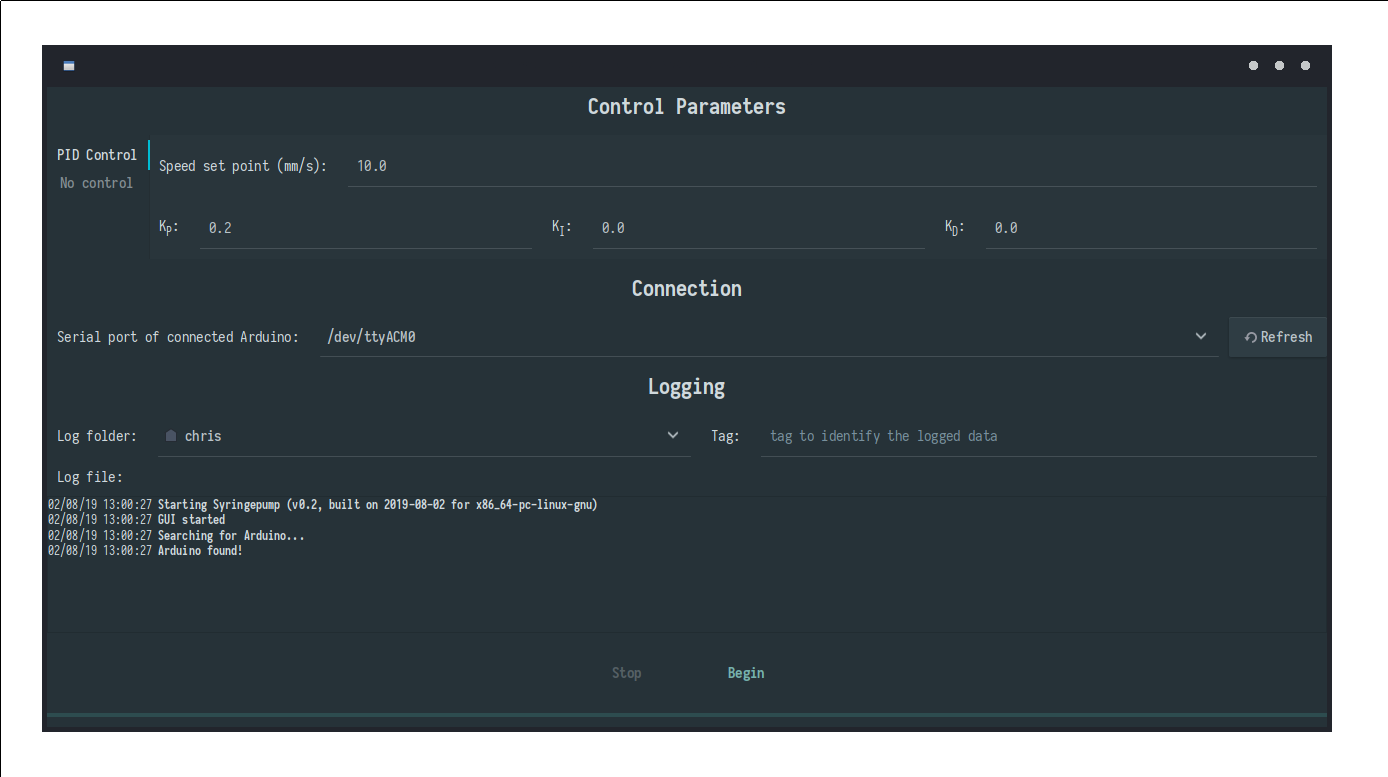 Control Parameters
PID Control
No control
Speed set point (mm/s): 10.0
KP: 0.2 KI: 0.0 KD: 0.0
Connection
Serial port of connected Arduino: /dev/ttyACM0 Refresh
Logging
Log folder: chris Tag: tag to identify the logged data
Log file:
02/08/19 13:00:27 Starting Syringepump (v0.2, built on 2019-08-02 for x86_64-pc-linux-gnu)
02/08/19 13:00:27 GUI started
02/08/19 13:00:27 Searching for Arduino...
02/08/19 13:00:27 Arduino found!
Stop Begin